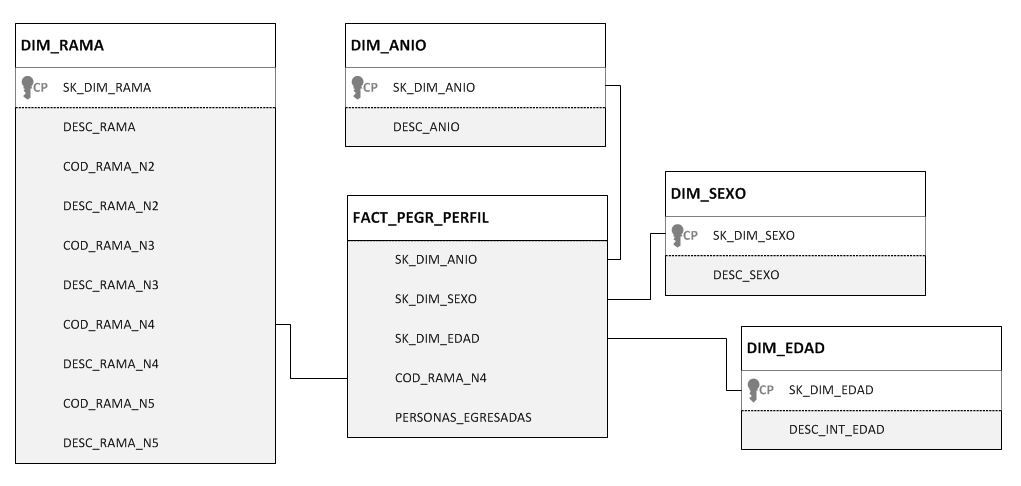 DIM_RAMA
CP SK_DIM_RAMA
DESC_RAMA
COD_RAMA_N2
DESC_RAMA_N2
COD_RAMA_N3
DESC_RAMA_N3
COD_RAMA_N4
DESC_RAMA_N4
COD_RAMA_N5
DESC_RAMA_N5
DIM_ANIO
CP SK_DIM_ANIO
DESC_ANIO
FACT_PEGR_PERFIL
SK_DIM_ANIO
SK_DIM_SEXO
SK_DIM_EDAD
COD_RAMA_N4
PERSONAS_EGRESADAS
DIM_SEXO
CP SK_DIM_SEXO
DESC_SEXO
DIM_EDAD
CP SK_DIM_EDAD
DESC_INT_EDAD